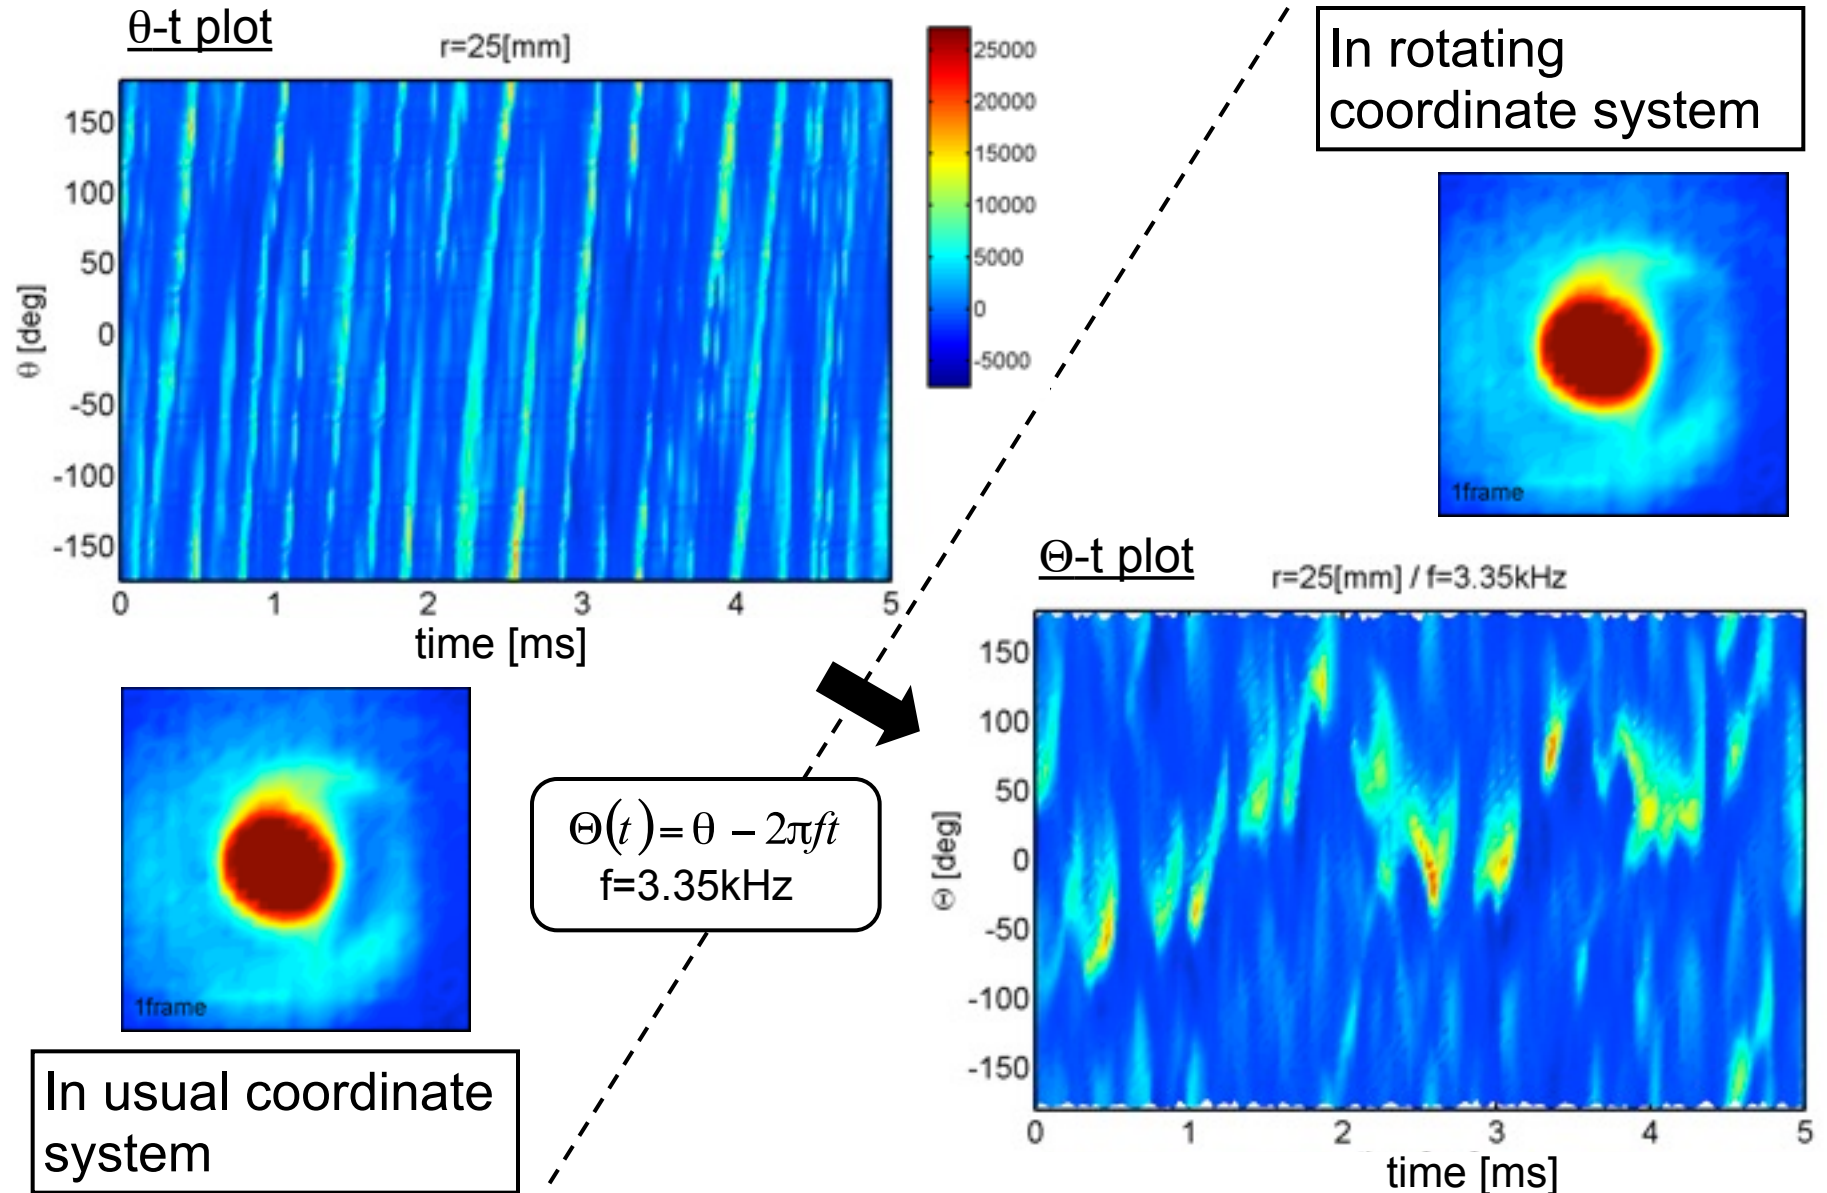 θ-t plot
r=25[mm]
150
100
50
0
-50
-100
-150
θ [deg]
0 1 2 3 4 5
time [ms]
25000
20000
15000
10000
5000
0
-5000
In rotating
coordinate system
1frame
Θ-t plot
r=25[mm] / f=3.35kHz
150
100
50
0
-50
-100
-150
Θ [deg]
0 1 2 3 4 5
time [ms]
Θ(t)=θ − 2πft
f=3.35kHz
1frame
In usual coordinate
system